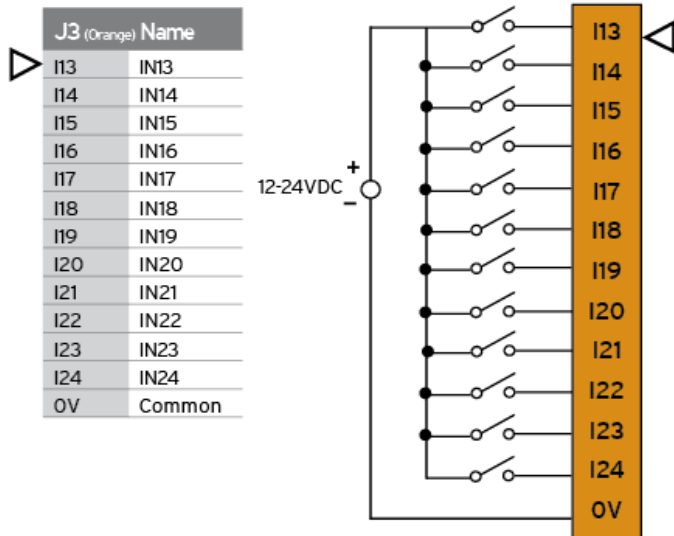 J3 (Orange) Name
I13 IN13
I14 IN14
I15 IN15
I16 IN16
I17 IN17
I18 IN18
I19 IN19
I20 IN20
I21 IN21
I22 IN22
I23 IN23
I24 IN24
0V Common
+
12-24VDC
–
I13
I14
I15
I16
I17
I18
I19
I20
I21
I22
I23
I24
0V